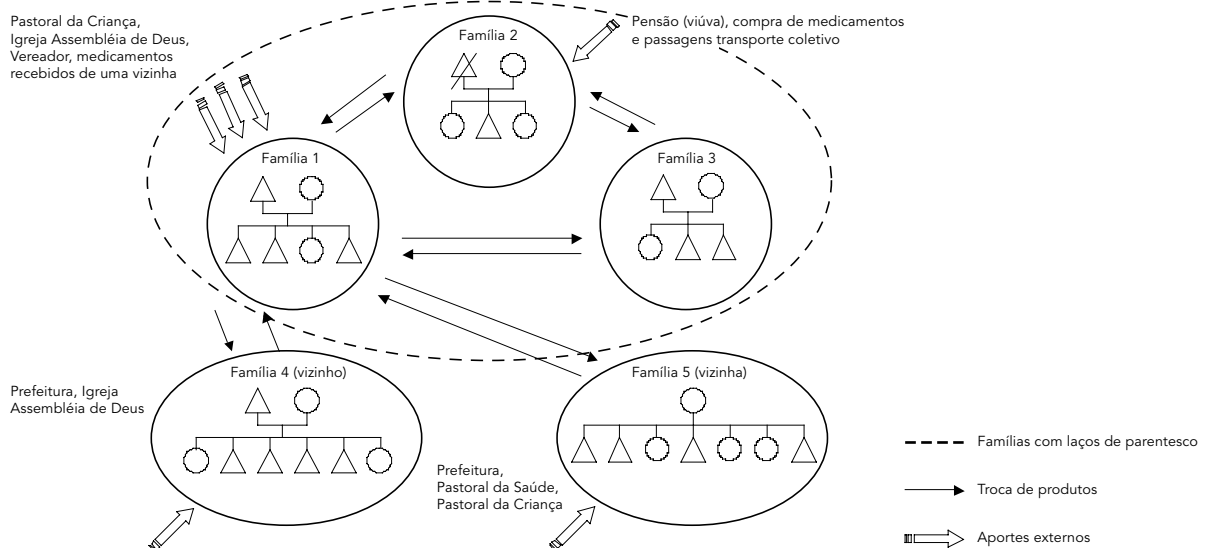 Pastoral da Criança,
Igreja Assembléia de Deus,
Vereador, medicamentos
recebidos de uma vizinha
Pensão (viúva), compra de medicamentos
e passagens transporte coletivo
Família 2
Família 1
Família 3
Família 4 (vizinho)
Família 5 (vizinha)
Prefeitura, Igreja
Assembléia de Deus
Prefeitura,
Pastoral da Saúde,
Pastoral da Criança
Famílias com laços de parentesco
Troca de produtos
Aportes externos